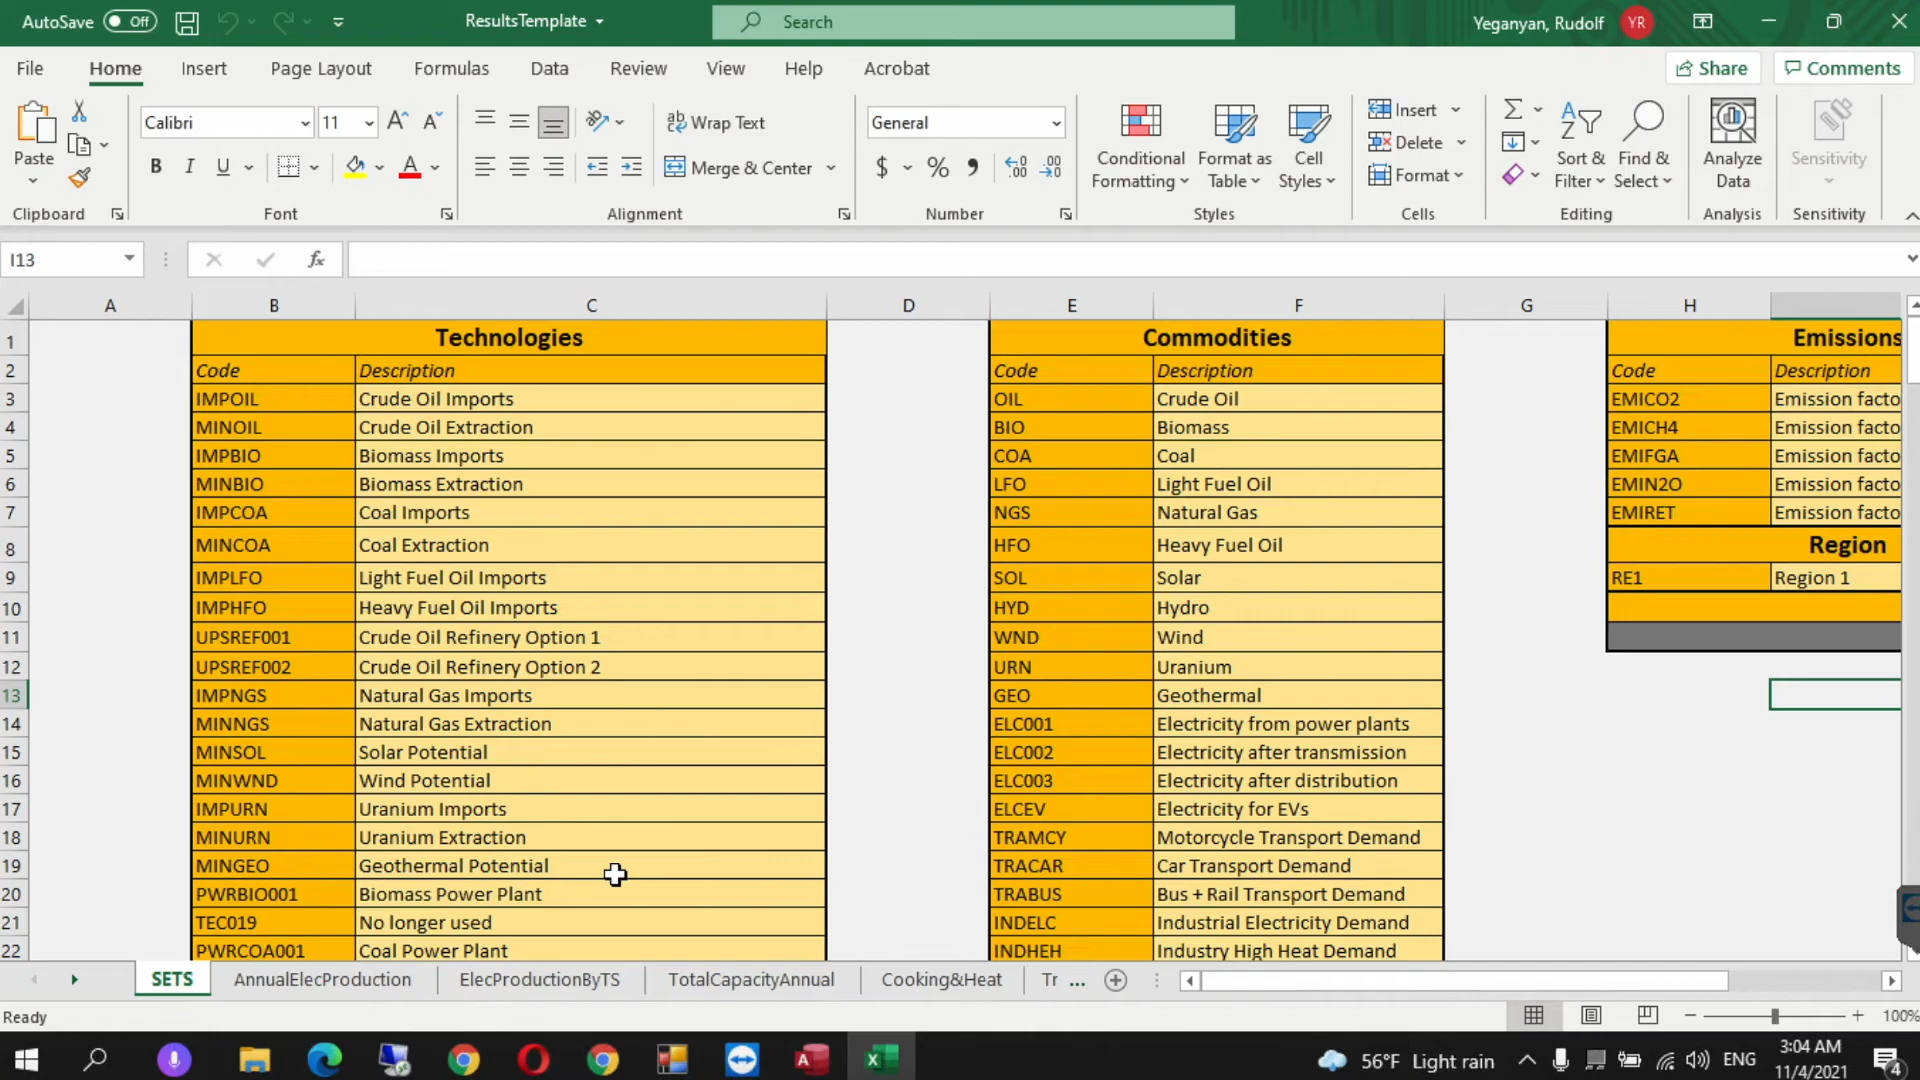 AutoSave Off ResultsTemplate Search Yeganyan, Rudolf YR
File Home Insert Page Layout Formulas Data Review View Help Acrobat Share Comments
Paste Calibri 11 Wrap Text General Conditional Formatting Format as Table Cell Styles Insert Sort & Filter Find & Select Analyze Data Sensitivity
B I U Merge & Center $ % Delete
Format
Clipboard Font Alignment Number Styles Cells Editing Analysis Sensitivity
I13 fx
A B C D E F G H
1 Technologies Commodities Emissions
2 Code Description Code Description Code Description
3 IMPOIL Crude Oil Imports OIL Crude Oil EMICO2 Emission facto
4 MINOIL Crude Oil Extraction BIO Biomass EMICH4 Emission facto
5 IMPBIO Biomass Imports COA Coal EMIFGA Emission facto
6 MINBIO Biomass Extraction LFO Light Fuel Oil EMIN2O Emission facto
7 IMPCOA Coal Imports NGS Natural Gas EMIRET Emission facto
8 MINCOA Coal Extraction HFO Heavy Fuel Oil Region
9 IMPLFO Light Fuel Oil Imports SOL Solar RE1 Region 1
10 IMPHFO Heavy Fuel Oil Imports HYD Hydro
11 UPSREF001 Crude Oil Refinery Option 1 WND Wind
12 UPSREF002 Crude Oil Refinery Option 2 URN Uranium
13 IMPNGS Natural Gas Imports GEO Geothermal
14 MINNGS Natural Gas Extraction ELC001 Electricity from power plants
15 MINSOL Solar Potential ELC002 Electricity after transmission
16 MINWND Wind Potential ELC003 Electricity after distribution
17 IMPURN Uranium Imports ELCEV Electricity for EVs
18 MINURN Uranium Extraction TRAMCY Motorcycle Transport Demand
19 MINGEO Geothermal Potential TRACAR Car Transport Demand
20 PWRBIO001 Biomass Power Plant TRABUS Bus + Rail Transport Demand
21 TEC019 No longer used INDELC Industrial Electricity Demand
22 PWRCOA001 Coal Power Plant INDHEH Industry High Heat Demand
SETS AnnualElecProduction ElecProductionByTS TotalCapacityAnnual Cooking&Heat Tr ...
Ready 100%
56°F Light rain ENG 3:04 AM
11/4/2021 4